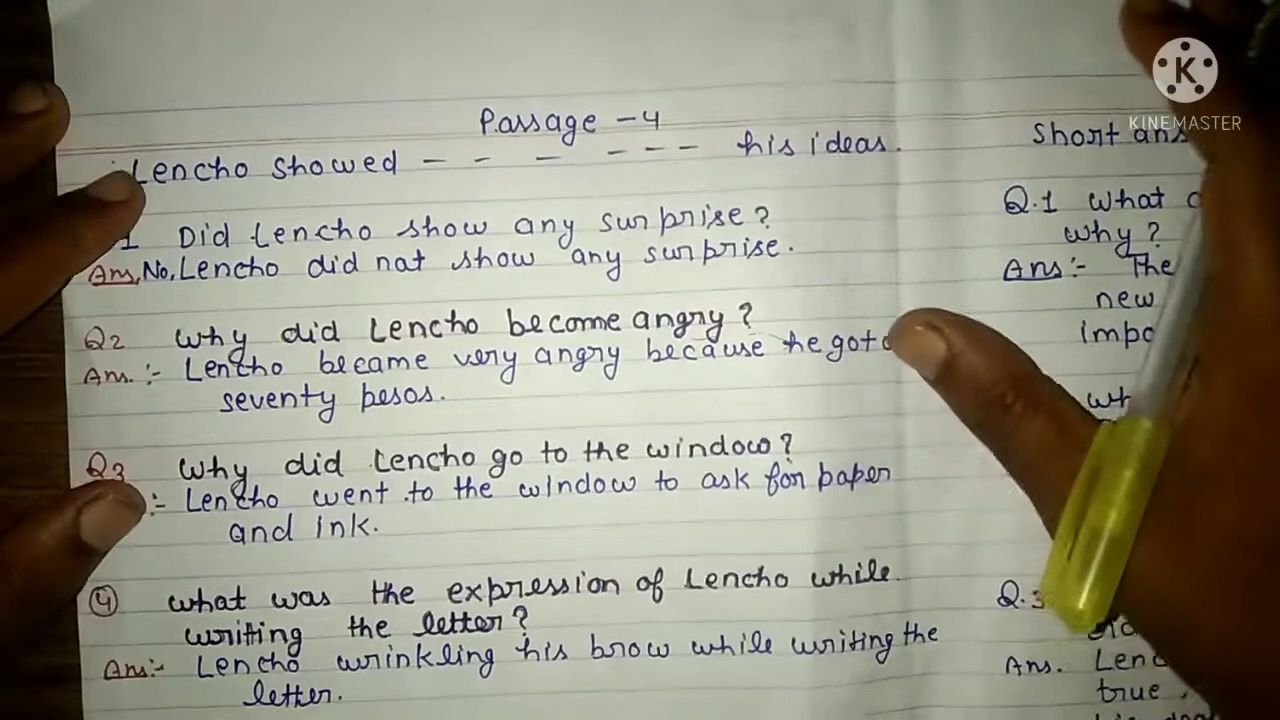 Passage - 4
Lencho showed - - - - - - his ideas.
1 Did Lencho show any surprise?
Ans, No, Lencho did nat show any surprise.
Q2 Why did Lencho become angry?
Ans. :- Lencho became very angry because he got
seventy pesos.
Q3 Why did Lencho go to the window?
:- Lencho went to the window to ask for paper
and ink.
④ What was the expression of Lencho while
writing the letter?
Ans:- Lencho wrinkling his brow while writing the
letter.
Short
Q.1 What
why?
Ans:- The
new
Q.3
Ans.
true
KINEMASTER